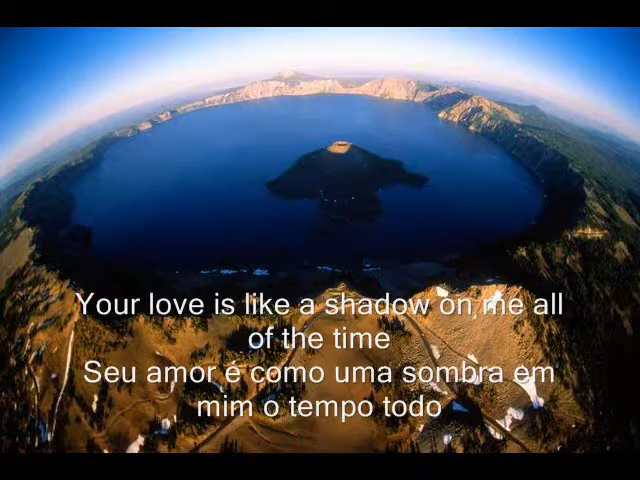 Your love is like a shadow on me all
of the time
Seu amor é como uma sombra em
mim o tempo todo